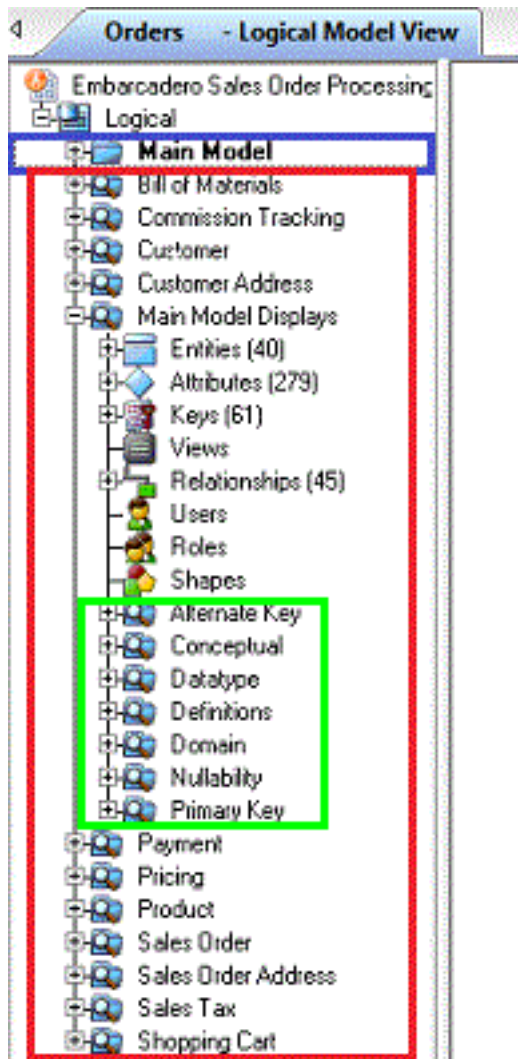 Orders - Logical Model View
Embarcadero Sales Order Processing
Logical
Main Model
Bill of Materials
Commission Tracking
Customer
Customer Address
Main Model Displays
Entities (40)
Attributes (279)
Keys (61)
Views
Relationships (45)
Users
Roles
Shapes
Alternate Key
Conceptual
Datatype
Definitions
Domain
Nullability
Primary Key
Payment
Pricing
Product
Sales Order
Sales Order Address
Sales Tax
Shopping Cart